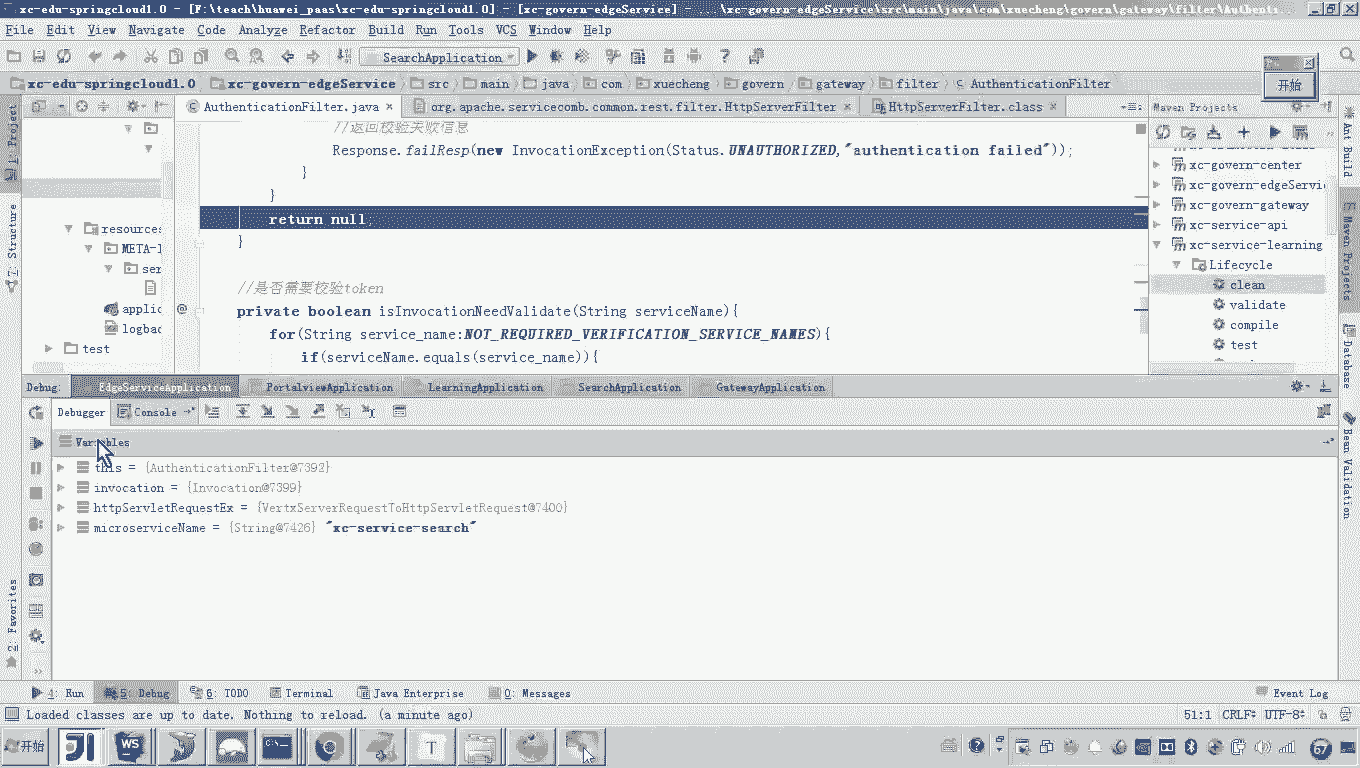 xc-edu-springcloud1.0 - [F:\teach\huawei_paas\xc-edu-springcloud1.0] - [xc-govern-edgeService] - ...\xc-govern-edgeService\src\main\java\com\xuecheng\govern\gateway\filter\Authenti
File Edit View Navigate Code Analyze Refactor Build Run Tools VCS Window Help
SearchApplication
开始
xc-edu-springcloud1.0 xc-govern-edgeService src main java com xuecheng govern gateway filter AuthenticationFilter
AuthenticationFilter.java org.apache.servicecomb.common.rest.filter.HttpServerFilter HttpServerFilter.class
Maven Projects
1: Project
7: Structure
2: Favorites
resources
META-I
ser
applic
logbac
test
//返回校验失败信息
Response.failResp(new InvocationException(Status.UNAUTHORIZED,"authentication failed"));
}
}
return null;
}
//是否需要校验token
private boolean isInvocationNeedValidate(String serviceName){
for(String service_name:NOT_REQUIRED_VERIFICATION_SERVICE_NAMES){
if(serviceName.equals(service_name)){
xc-govern-center
xc-govern-edgeServi
xc-govern-gateway
xc-service-api
xc-service-learning
Lifecycle
clean
validate
compile
test
Ant Build
Maven Projects
Database
Bean Validation
Debug: EdgeServiceApplication PortalviewApplication LearningApplication SearchApplication GatewayApplication
Debugger Console
Variables
this = {AuthenticationFilter@7392}
invocation = {Invocation@7399}
httpServletRequestEx = {VertxServerRequestToHttpServletRequest@7400}
microserviceName = {String@7426} "xc-service-search"
4: Run 5: Debug 6: TODO Terminal Java Enterprise 0: Messages Event Log
Loaded classes are up to date. Nothing to reload. (a minute ago) 51:1 CRLF UTF-8
开始 WS T 67